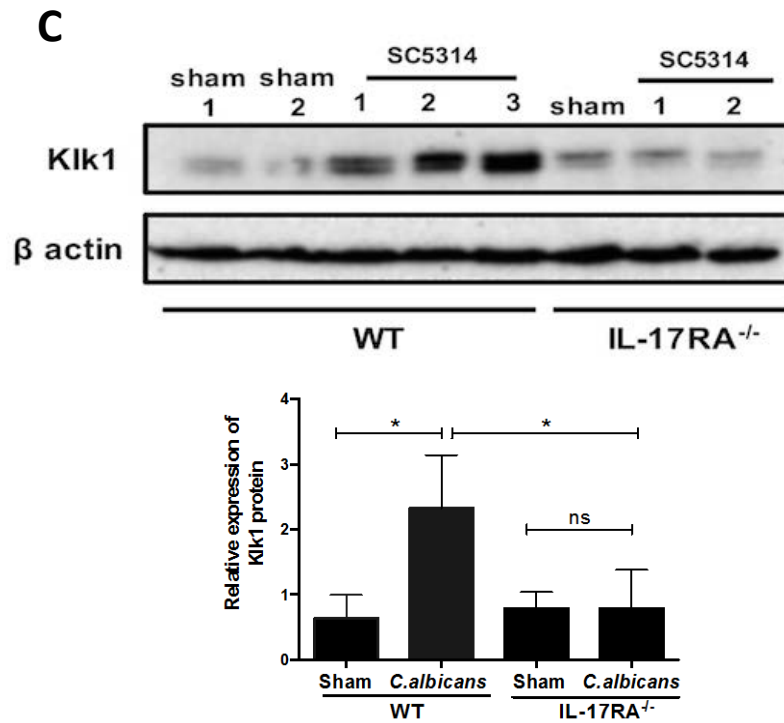 C
SC5314
SC5314
sham sham
1 2 1 2 3 sham 1 2
Klk1
β actin
WT IL-17RA-/-
Relative expression of
Klk1 protein
4
3
2
1
0
* *
ns
Sham C.albicans Sham C.albicans
WT IL-17RA-/-